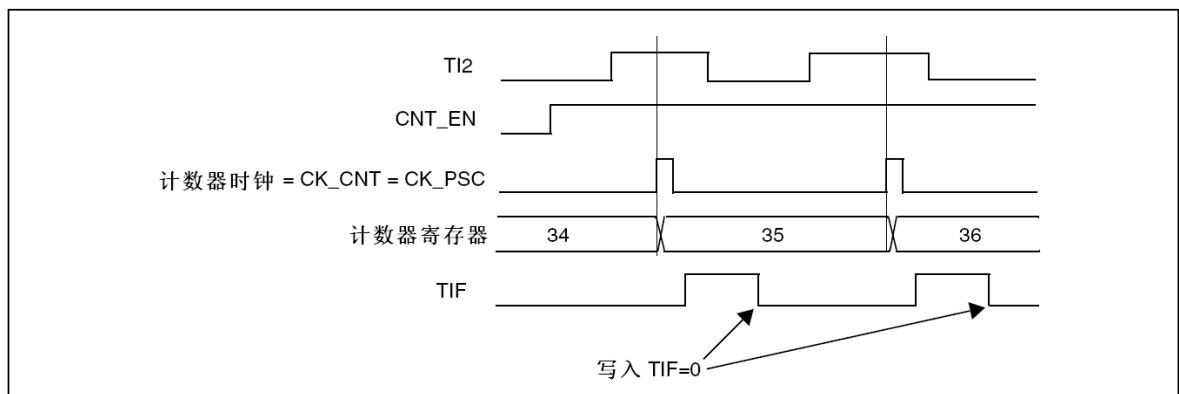 TI2
CNT_EN
计数器时钟 = CK_CNT = CK_PSC
计数器寄存器 34 35 36
TIF
写入 TIF=0